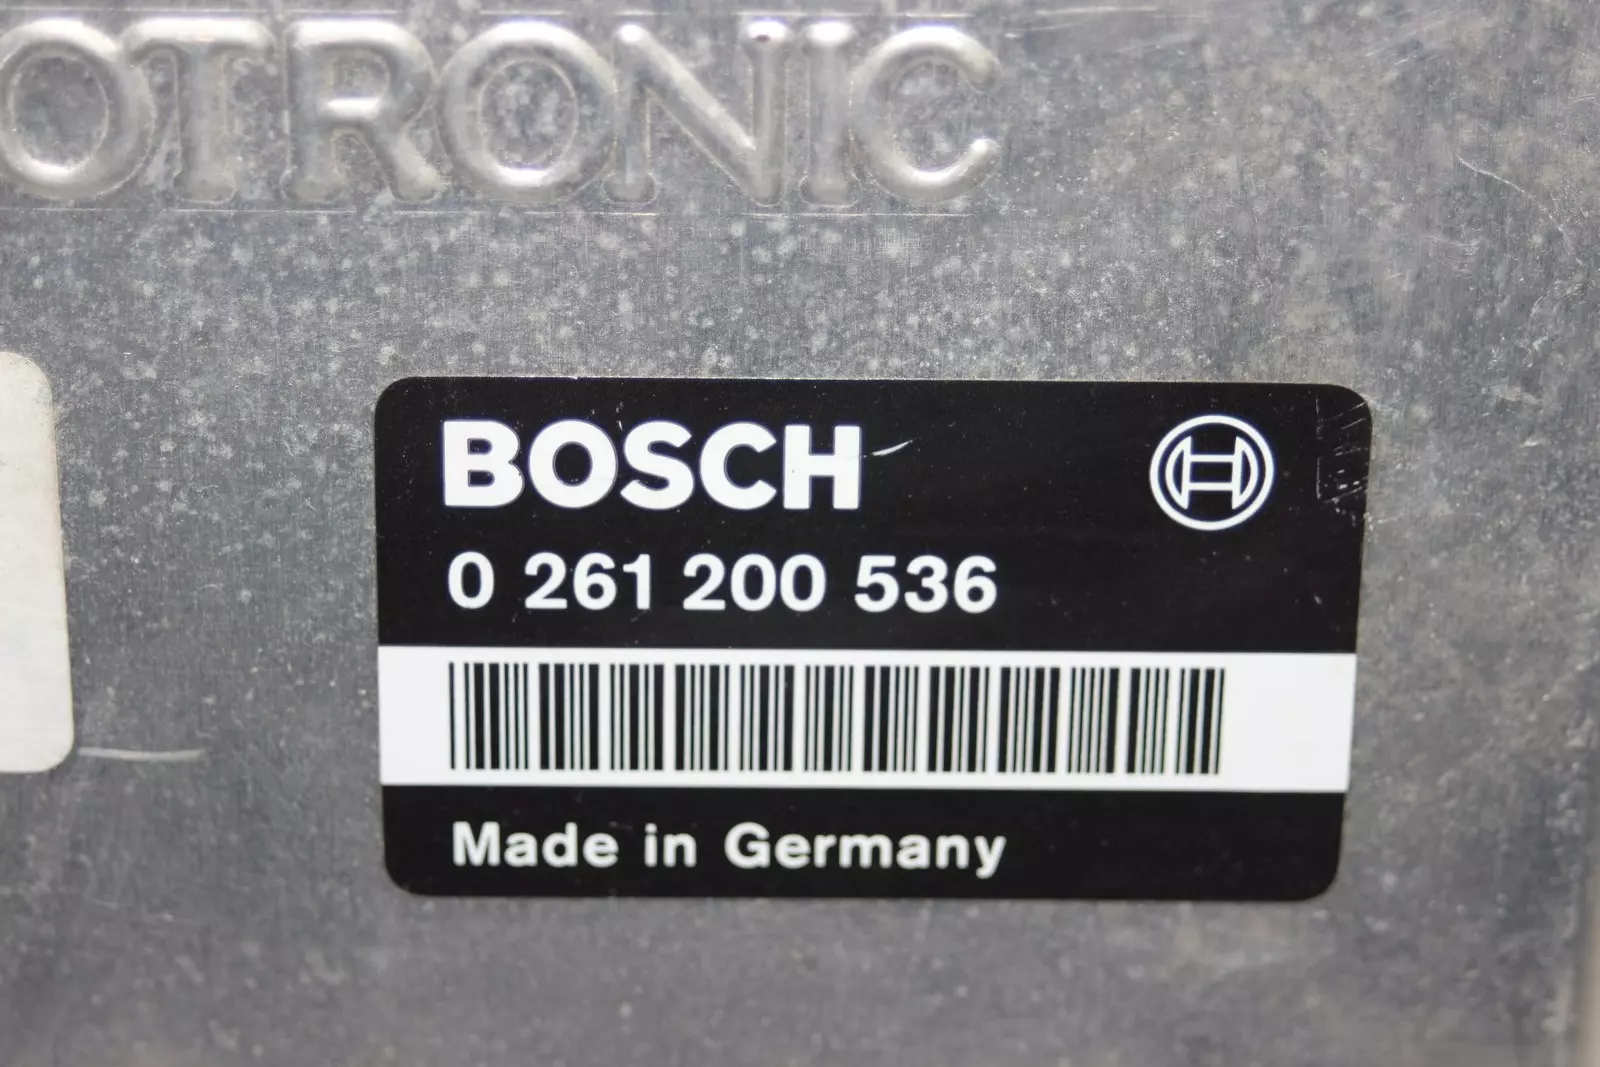 OTRONIC
BOSCH
0 261 200 536
Made in Germany